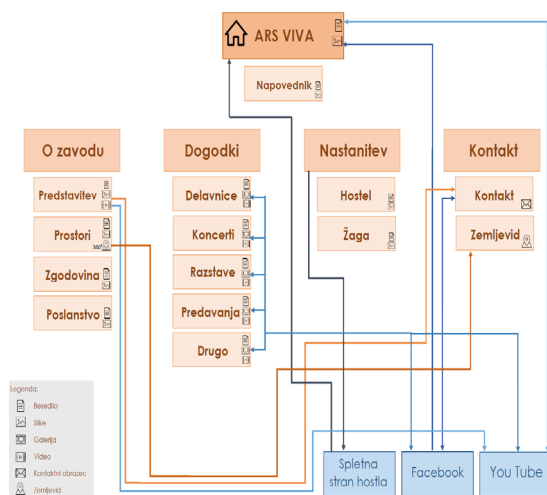 ARS VIVA
Napovednik
O zavodu
Dogodki
Nastanitev
Kontakt
Predstavitev
Delavnice
Hostel
Kontakt
Prostori
360°
Koncerti
Žaga
Zemljevid
Zgodovina
Razstave
Poslanstvo
Predavanja
Drugo
Legenda:
Besedilo
Slike
Galerija
Video
Kontaktni obrazec
Zemljevid
Spletna
stran hostla
Facebook
You Tube